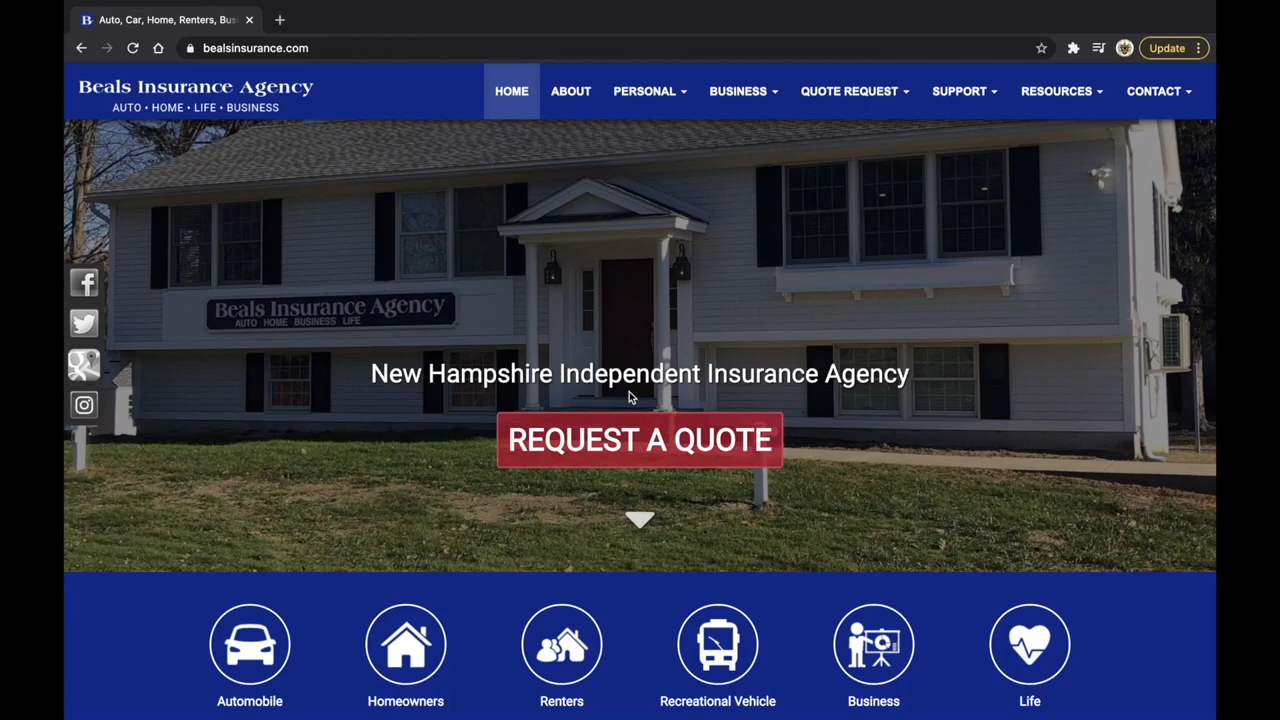 Auto, Car, Home, Renters, Bus
bealsinsurance.com
Update
Beals Insurance Agency
AUTO • HOME • LIFE • BUSINESS
HOME
ABOUT
PERSONAL
BUSINESS
QUOTE REQUEST
SUPPORT
RESOURCES
CONTACT
Beals Insurance Agency
AUTO HOME BUSINESS LIFE
New Hampshire Independent Insurance Agency
REQUEST A QUOTE
Automobile
Homeowners
Renters
Recreational Vehicle
Business
Life